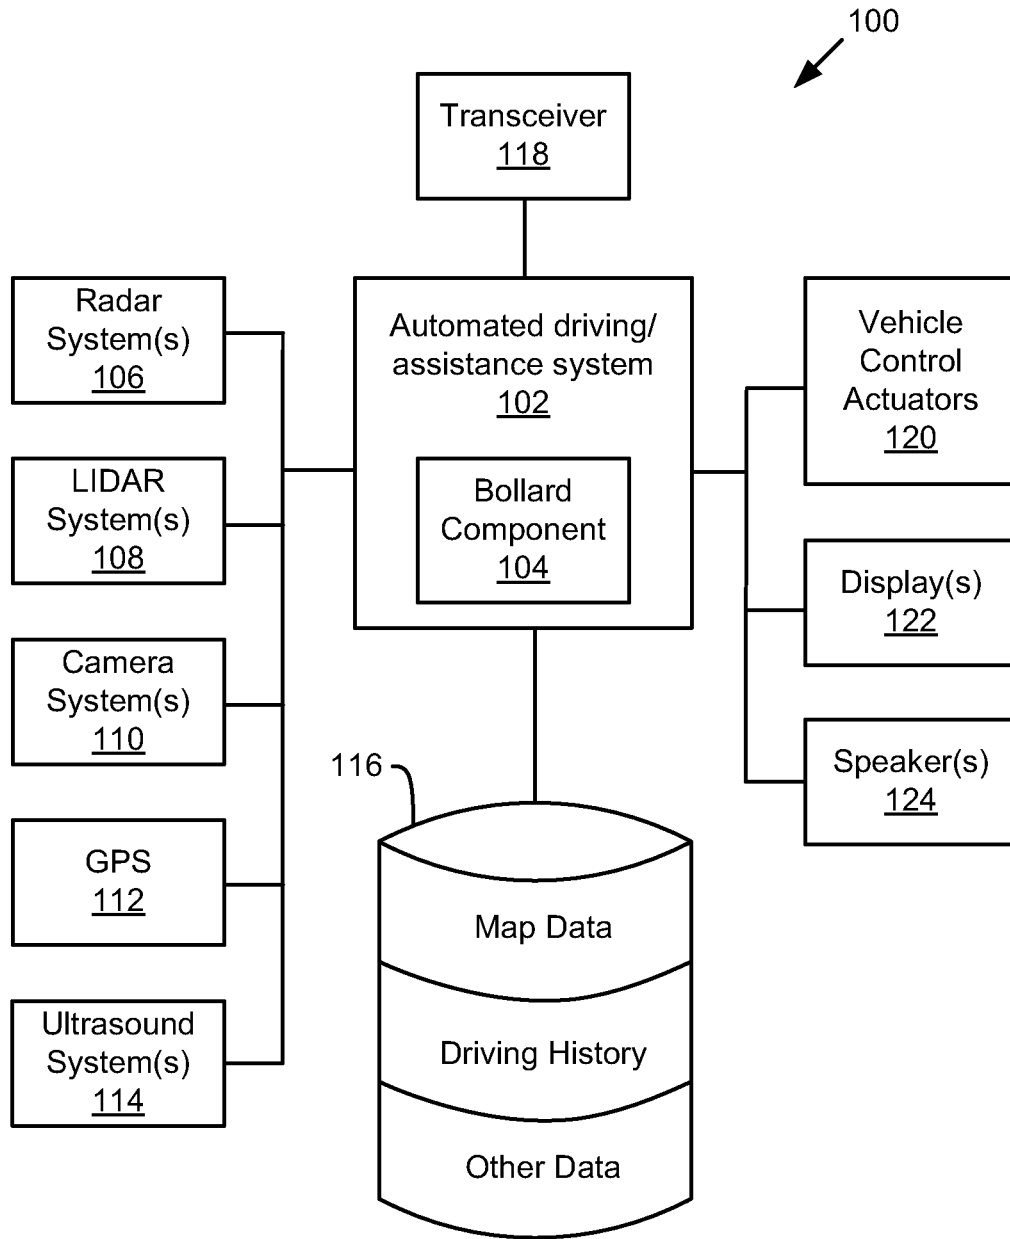 100
Transceiver
118
Radar
System(s)
106
LIDAR
System(s)
108
Camera
System(s)
110
GPS
112
Ultrasound
System(s)
114
Automated driving/
assistance system
102
Bollard
Component
104
116
Map Data
Driving History
Other Data
Vehicle
Control
Actuators
120
Display(s)
122
Speaker(s)
124